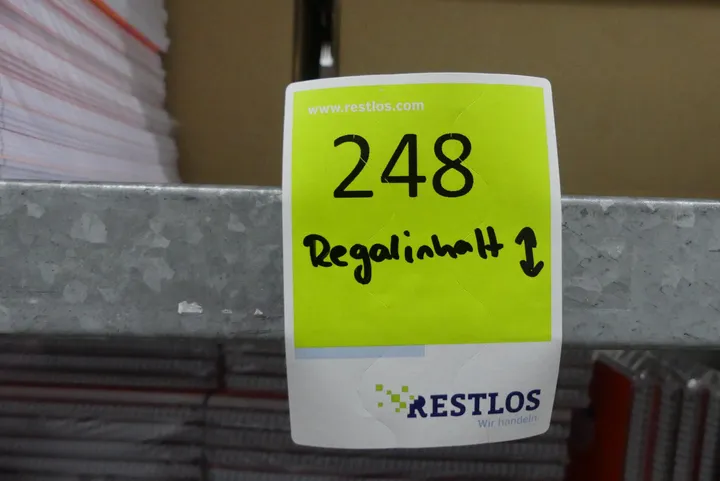 www.restlos.com
248
Regalinhalt ↕
RESTLOS
Wir handeln